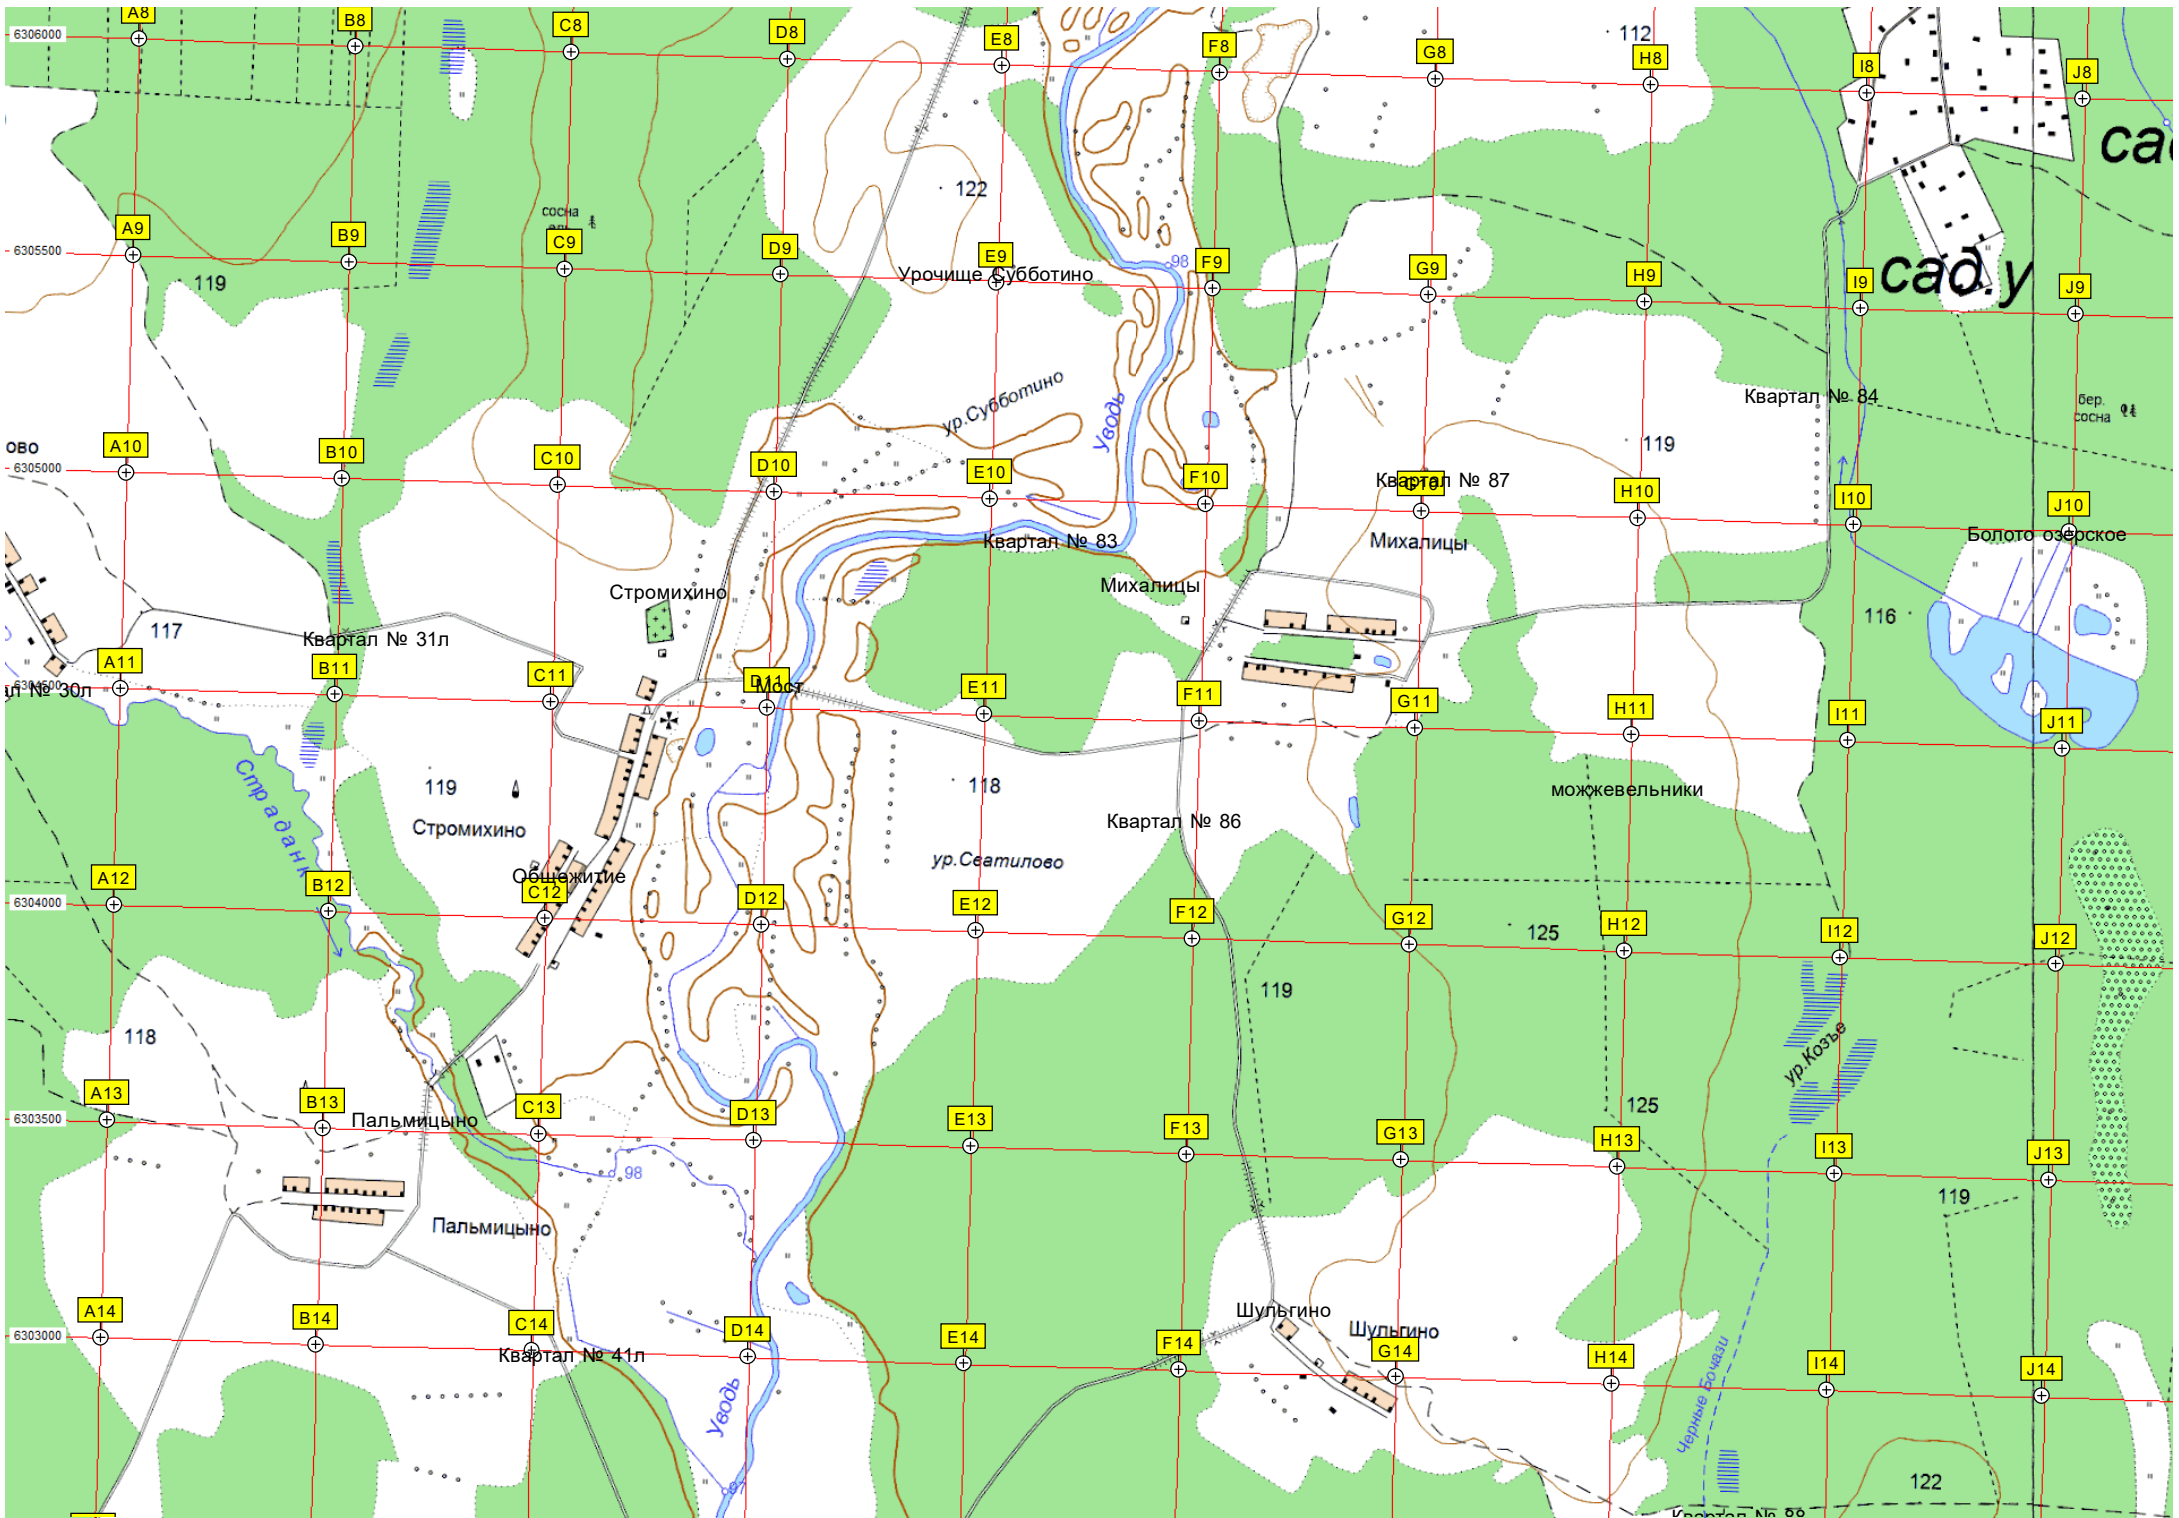 A8
B8
C8
D8
E8
F8
G8
H8
I8
J8
6306000
112
122
сосна
A9
B9
C9
D9
E9
F9
G9
H9
I9
J9
6305500
119
Урочище Субботино
98
сад.у
ур.Субботино
Уводь
Квартал № 84
бер.
сосна
119
ово
A10
B10
C10
D10
E10
F10
G10
H10
I10
J10
6305000
Квартал № 87
Квартал № 83
Михалицы
Болото озерское
Стромихино
Михалицы
117
116
Квартал № 31л
A11
B11
C11
D11
E11
F11
G11
H11
I11
J11
№ 30л
Мост
119
118
можжевельники
Квартал № 86
Стромихино
ур.Сватилово
Общежитие
A12
B12
C12
D12
E12
F12
G12
H12
I12
J12
6304000
125
119
118
ур.Козье
125
A13
B13
C13
D13
E13
F13
G13
H13
I13
J13
6303500
Пальмицыно
98
119
Пальмицыно
Шульгино
Шульгино
A14
B14
C14
D14
E14
F14
G14
H14
I14
J14
6303000
Квартал № 41л
Уводь
Черные Бочаги
122
97
Квартал № 88